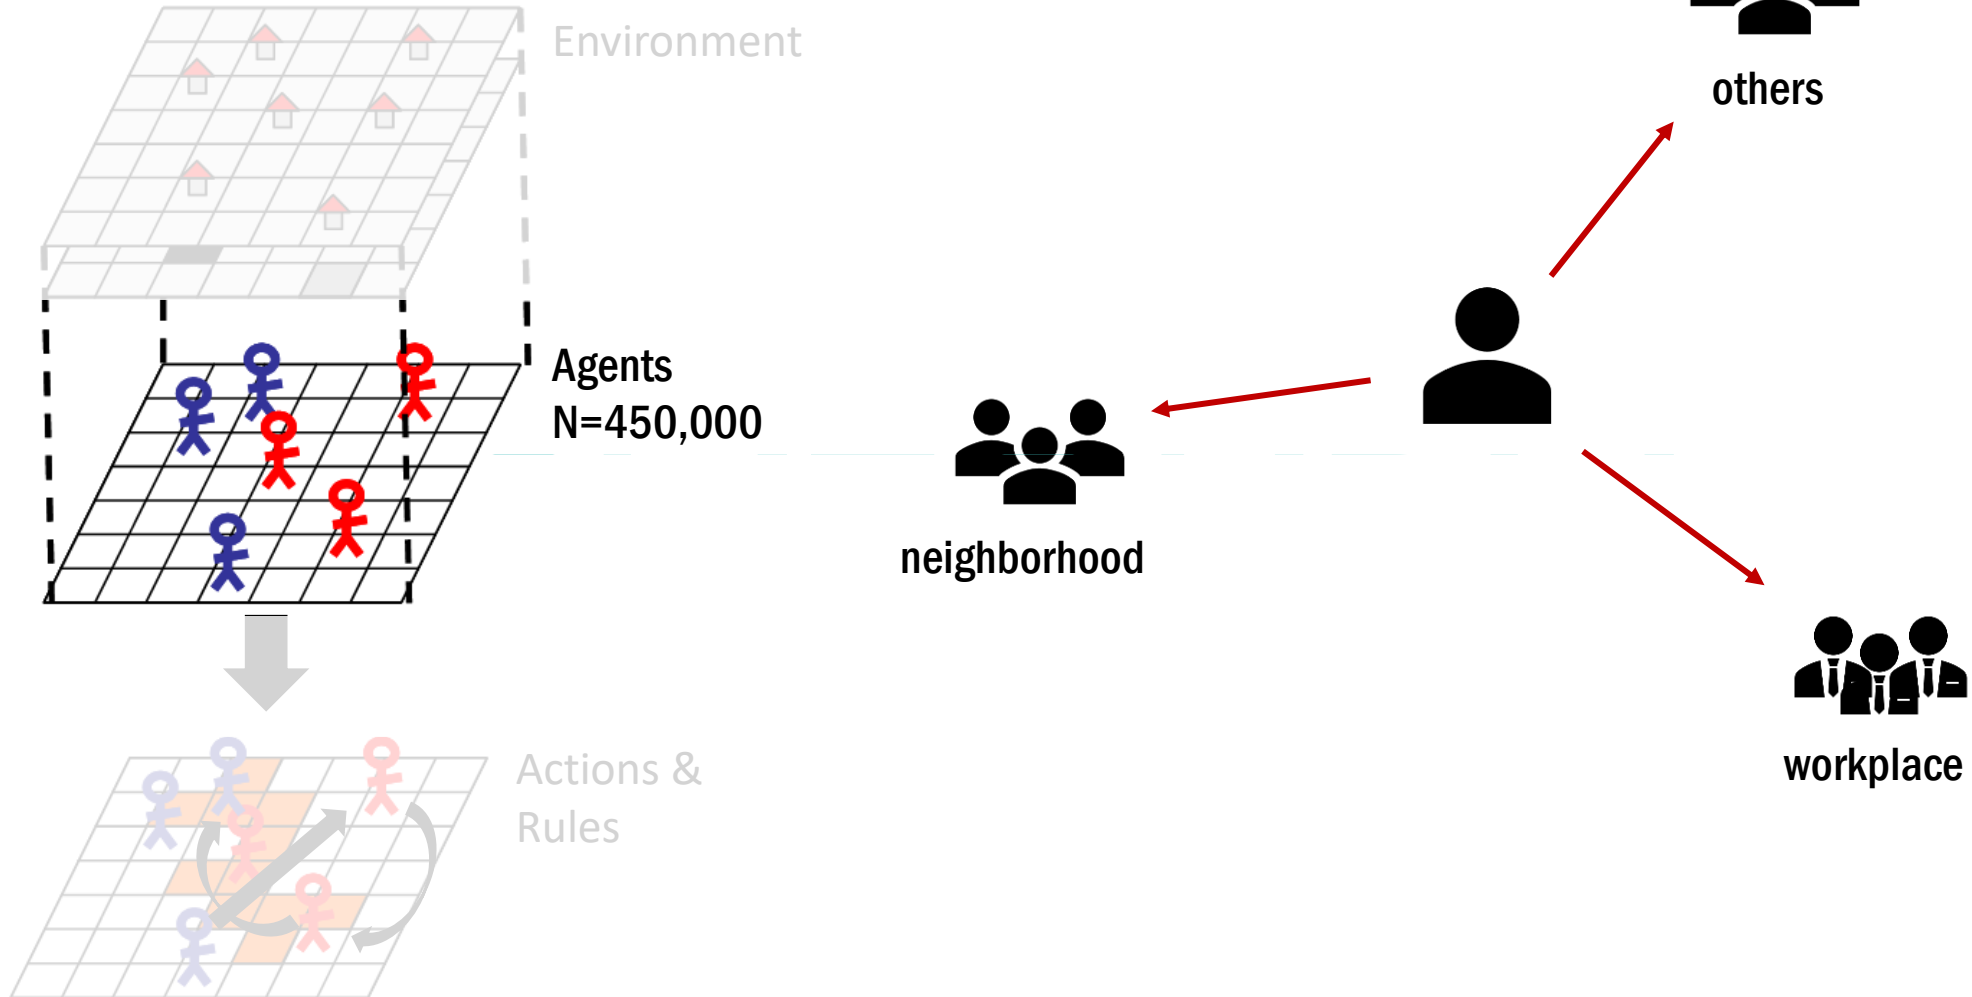 Environment
others
Agents
N=450,000
neighborhood
workplace
Actions &
Rules